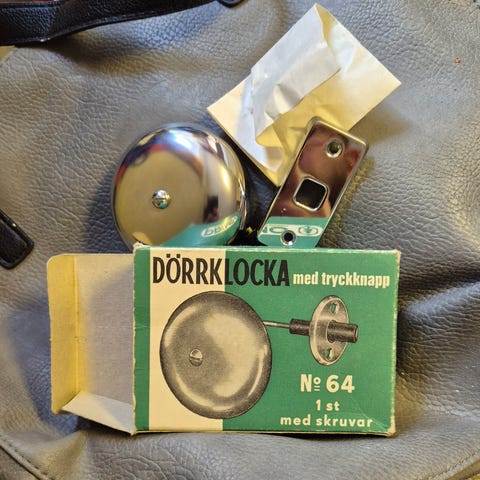 DÖRRKLOCKA med tryckknapp
No 64
1 st
med skruvar